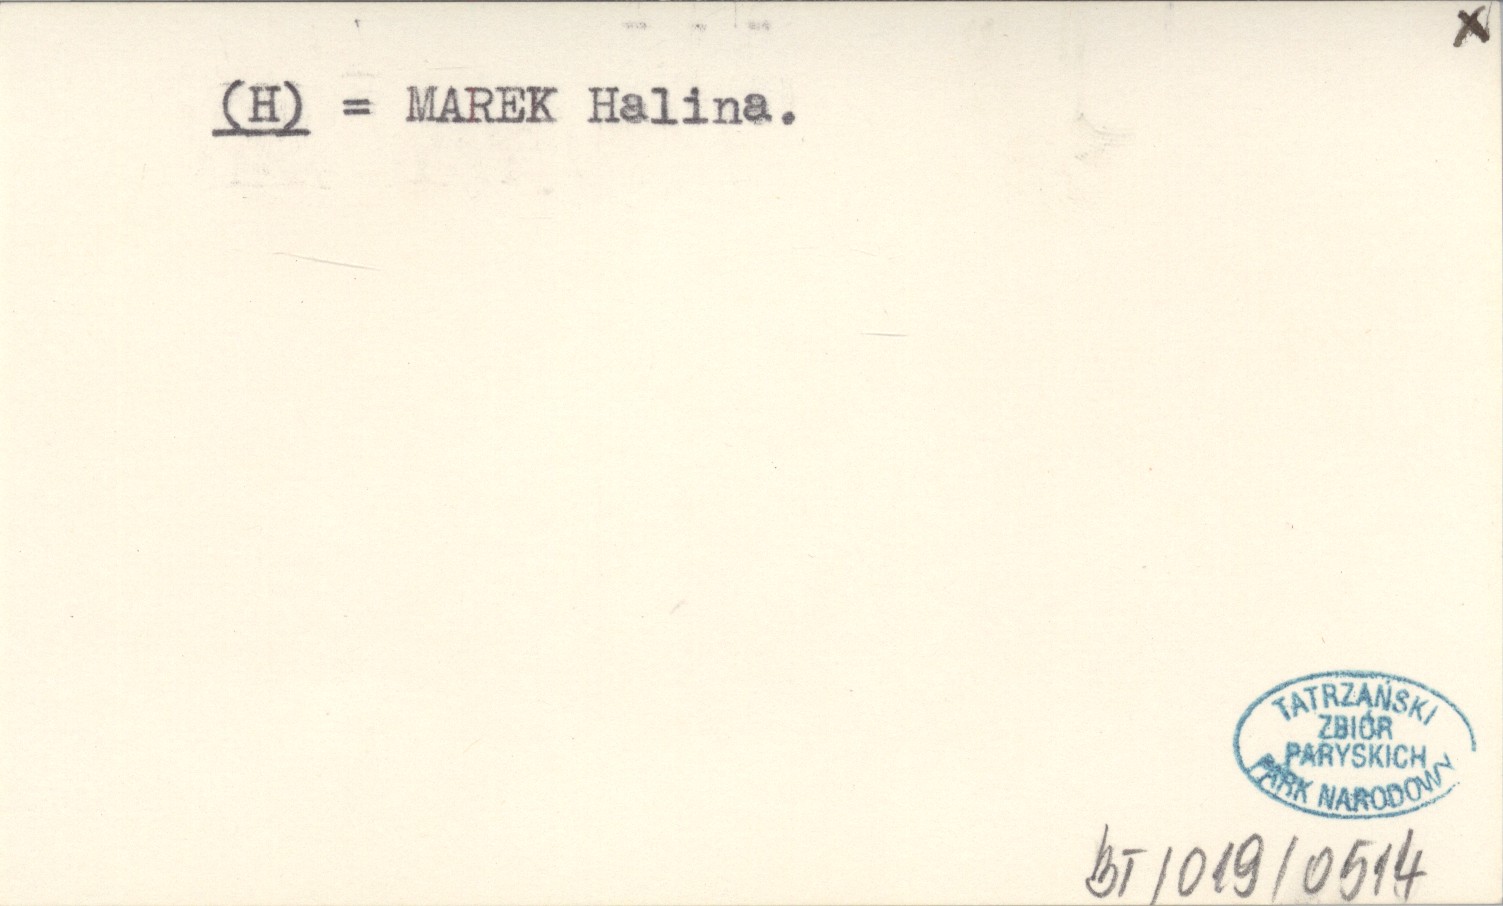 x
(H) = MAREK Halina.
TATRZAŃSKI
ZBIÓR
PARYSKICH
PARK NARODOWY
BT/019/0514